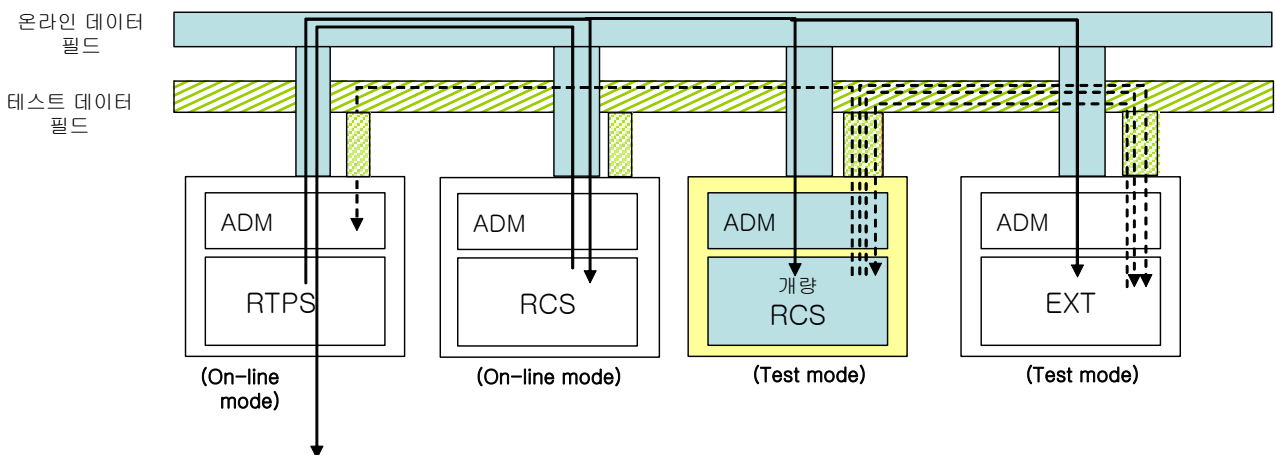 온라인 데이터
필드
테스트 데이터
필드
ADM
ADM
ADM
ADM
RTPS
RCS
개량
RCS
EXT
(On-line
mode)
(On-line mode)
(Test mode)
(Test mode)